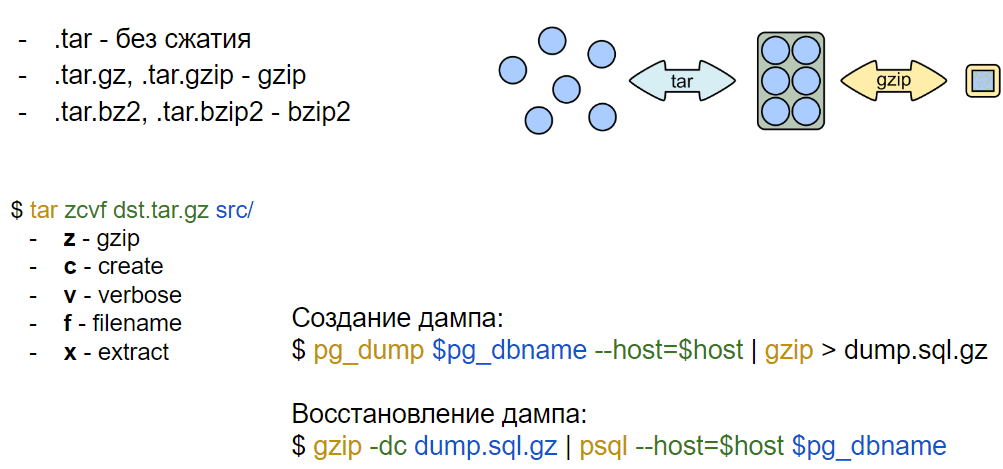 - .tar - без сжатия
- .tar.gz, .tar.gzip - gzip
- .tar.bz2, .tar.bzip2 - bzip2
tar
gzip
$ tar zcvf dst.tar.gz src/
- z - gzip
- c - create
- v - verbose
- f - filename
- x - extract
Создание дампа:
$ pg_dump $pg_dbname --host=$host | gzip > dump.sql.gz
Восстановление дампа:
$ gzip -dc dump.sql.gz | psql --host=$host $pg_dbname